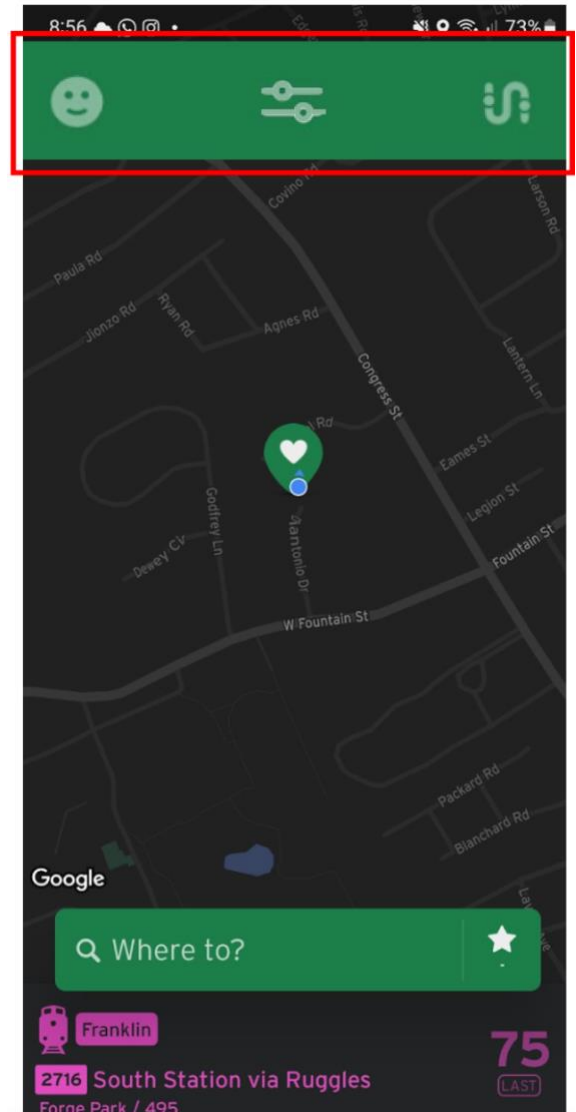 8:56
73%
Covino
Larson Rd
Paula Rd
Ryan Rd
Jionzo Rd
Agnes Rd
Lantern Ln
Congress St
Rd
Eames St
Godfrey Ln
Legion St
Dewey Cir
Fountain St
W Fountain St
Packard Rd
Blanchard Rd
Google
Where to?
Franklin
75
2716 South Station via Ruggles
LAST
Forge Park / 495